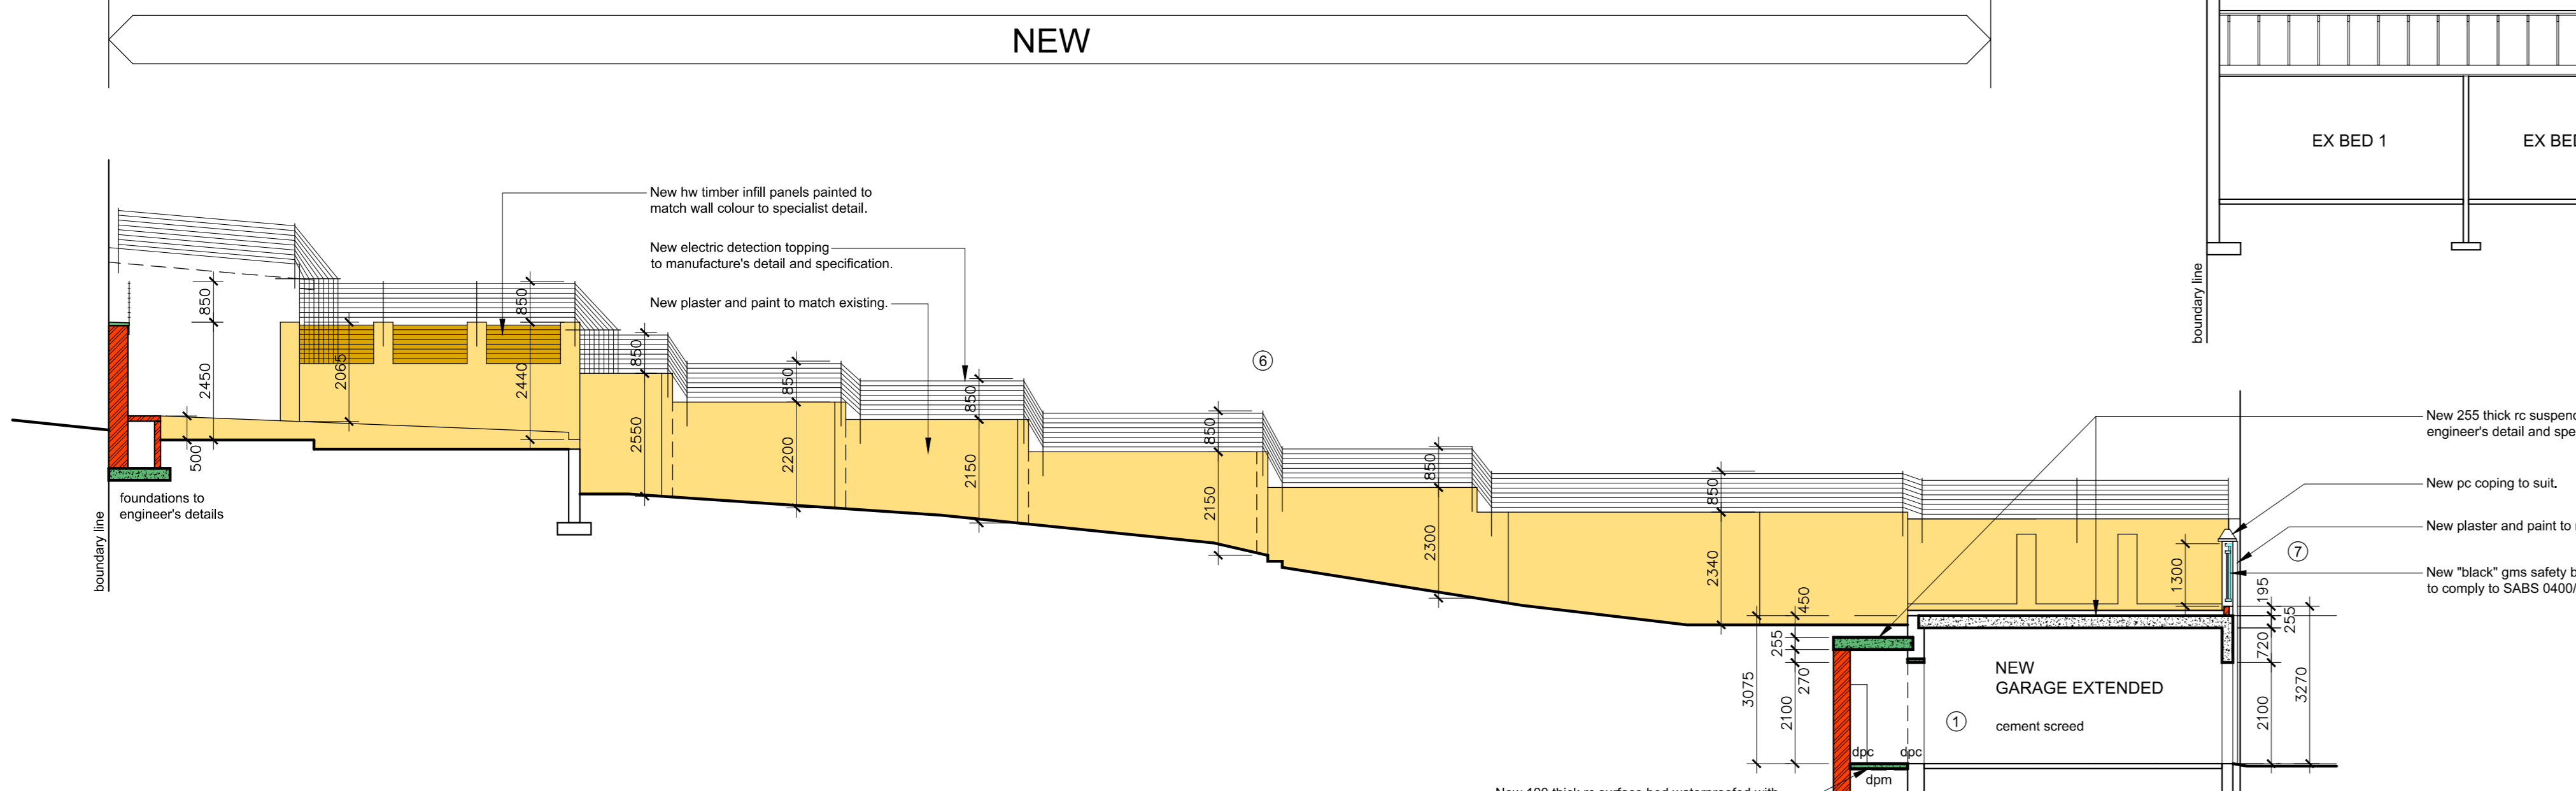 NEW
EX BED 1
EX BE
New hw timber infill panels painted to
match wall colour to specialist detail.
New electric detection topping
to manufacture's detail and specification.
New plaster and paint to match existing.
boundary line
850
2450
500
2065
850
2440
850
2550
850
2200
850
2150
850
2150
850
2300
850
2340
6
foundations to
engineer's details
boundary line
New 255 thick rc suspen
engineer's detail and spe
New pc coping to suit.
New plaster and paint to
7
New "black" gms safety b
to comply to SABS 0400/
1300
195
255
720
2100
3270
450
255
270
2100
3075
NEW
GARAGE EXTENDED
1
cement screed
dpc
dpc
dpm